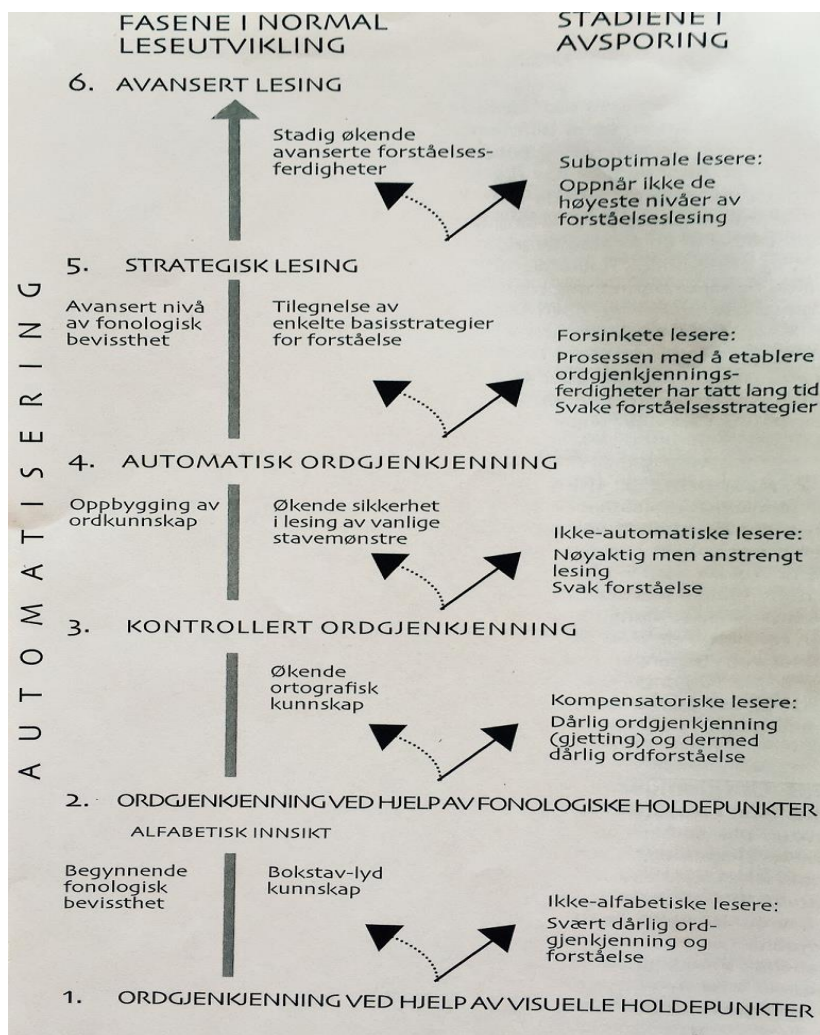 FASENE I NORMAL
LESEUTVIKLING
STADIENE I
AVSPORING
6. AVANSERT LESING
Stadig økende
avanserte forståelses-
ferdigheter
Suboptimale lesere:
Oppnår ikke de
høyeste nivåer av
forståelseslesing
5. STRATEGISK LESING
Avansert nivå
av fonologisk
bevissthet
Tilegnelse av
enkelte basisstrategier
for forståelse
Forsinkete lesere:
Prosessen med å etablere
ordgjenkjennings-
ferdigheter har tatt lang tid
Svake forståelsesstrategier
4. AUTOMATISK ORDGJENKJENNING
Oppbygging av
ordkunnskap
Økende sikkerhet
i lesing av vanlige
stavemønstre
Ikke-automatiske lesere:
Nøyaktig men anstrengt
lesing
Svak forståelse
3. KONTROLLERT ORDGJENKJENNING
Økende
ortografisk
kunnskap
Kompensatoriske lesere:
Dårlig ordgjenkjenning
(gjetting) og dermed
dårlig ordforståelse
2. ORDGJENKJENNING VED HJELP AV FONOLOGISKE HOLDEPUNKTER
ALFABETISK INNSIKT
Begynnende
fonologisk
bevissthet
Bokstav-lyd
kunnskap
Ikke-alfabetiske lesere:
Svært dårlig ord-
gjenkjenning og
forståelse
1. ORDGJENKJENNING VED HJELP AV VISUELLE HOLDEPUNKTER
AUTOMATISERING